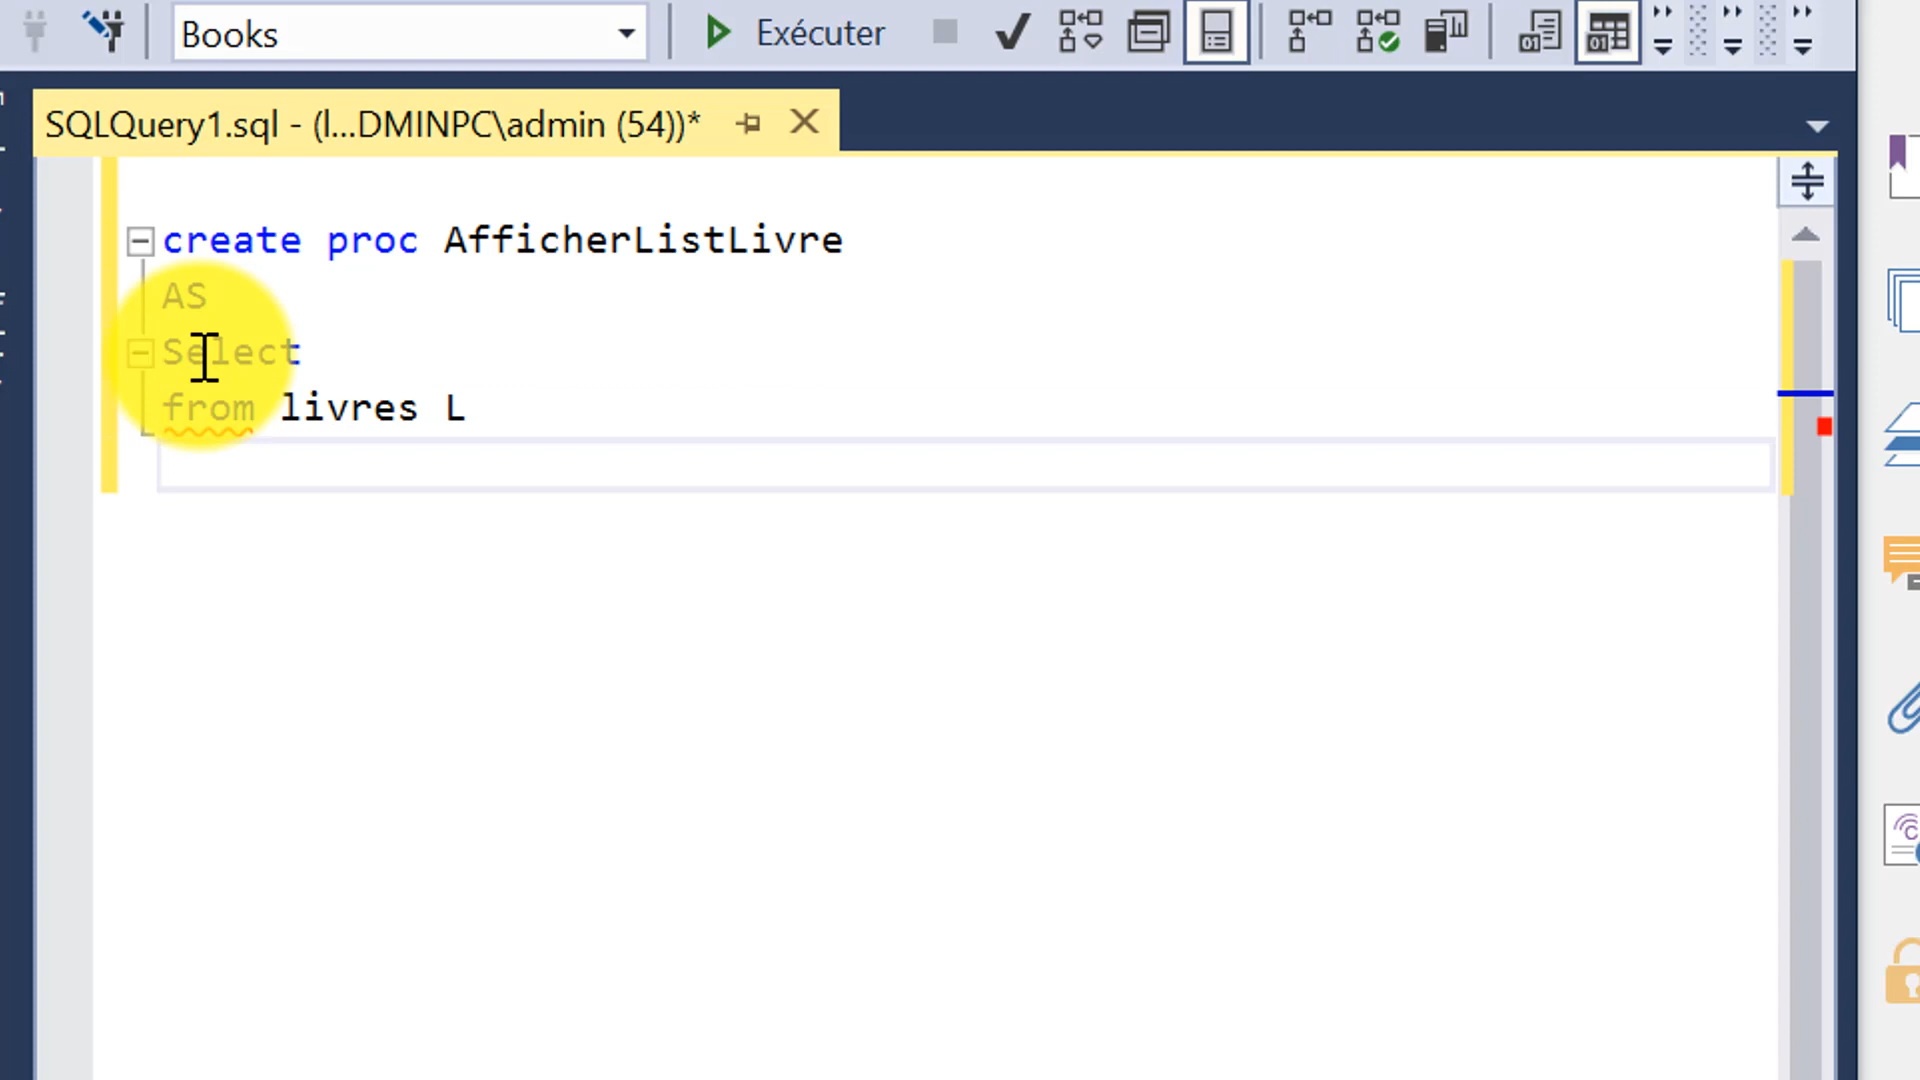 Books
Exécuter
SQLQuery1.sql - (l...DMINPC\admin (54))*
create proc AfficherListLivre
AS
Select
from livres L